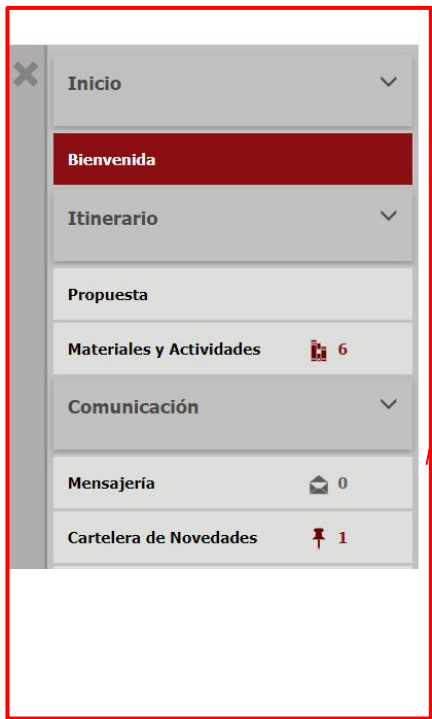 Inicio
Bienvenida
Itinerario
Propuesta
Materiales y Actividades 6
Comunicación
Mensajería 0
Cartelera de Novedades 1